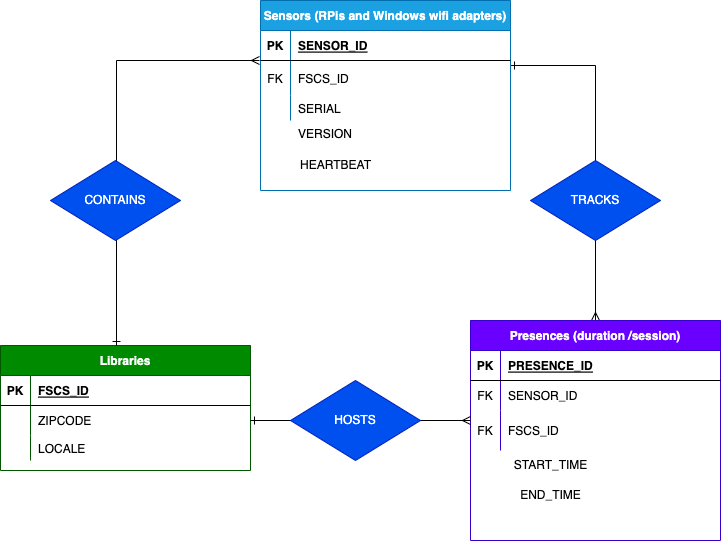 Sensors (RPis and Windows wifi adapters)
PK SENSOR_ID
FK FSCS_ID
SERIAL
VERSION
HEARTBEAT
CONTAINS
TRACKS
Libraries
PK FSCS_ID
ZIPCODE
LOCALE
HOSTS
Presences (duration /session)
PK PRESENCE_ID
FK SENSOR_ID
FK FSCS_ID
START_TIME
END_TIME